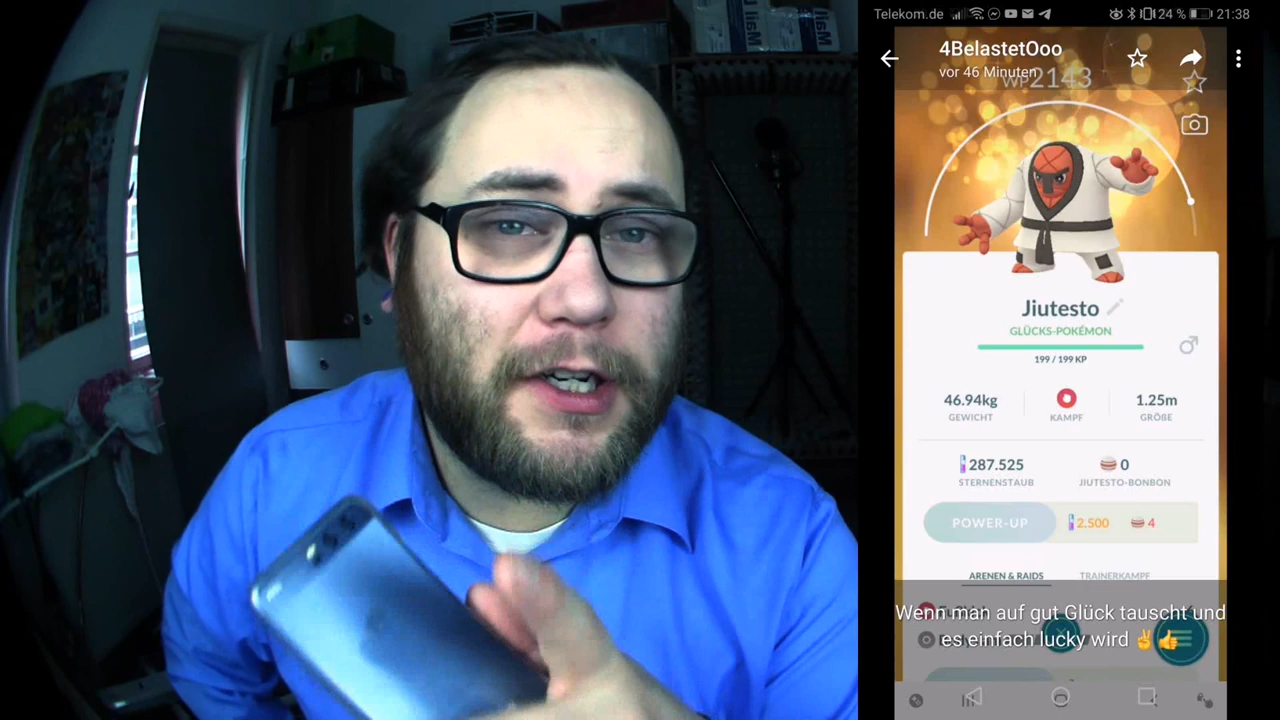 Mail L
Mail
Telekom.de 24 % 21:38
4BelastetOoo
vor 46 Minuten
WP2143
Jiutesto
GLÜCKS-POKÉMON
199 / 199 KP
46.94kg 1.25m
GEWICHT KAMPF GRÖSSE
287.525 0
STERNENSTAUB JIUTESTO-BONBON
POWER-UP 2.500 4
ARENEN & RAIDS TRAINERKAMPF
Wenn man auf gut Glück tauscht und
es einfach lucky wird ✌👍